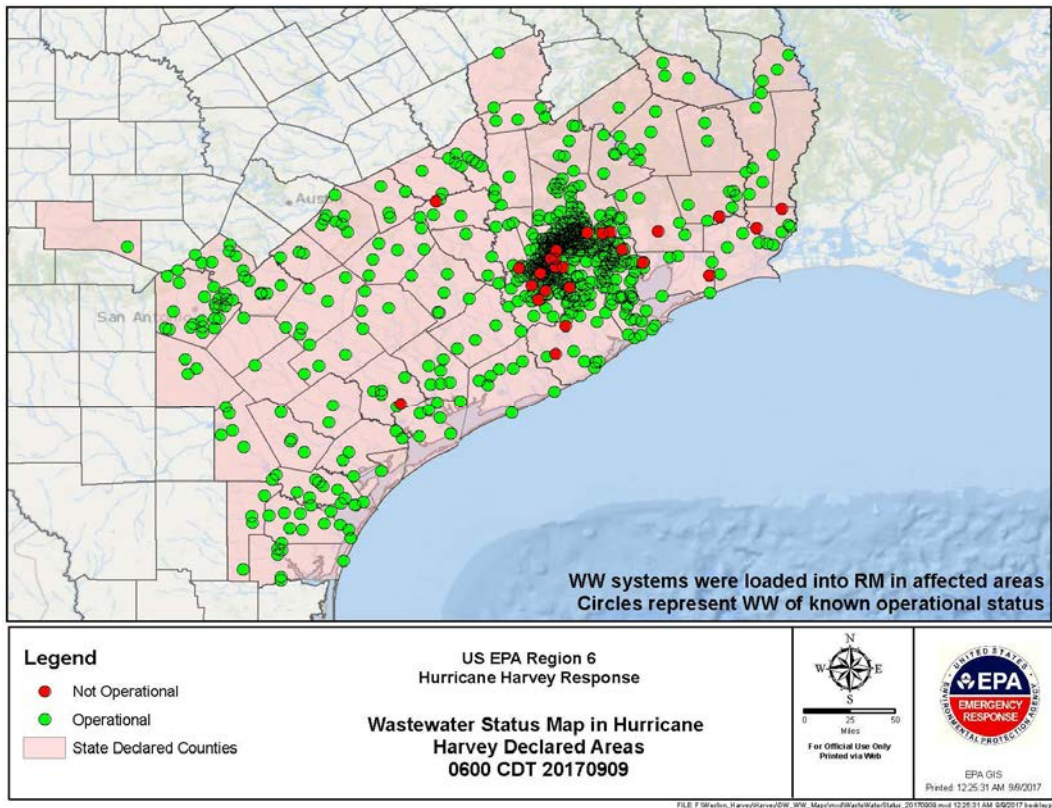 Austin
San Antonio
WW systems were loaded into RM in affected areas
Circles represent WW of known operational status
Legend
Not Operational
Operational
State Declared Counties
US EPA Region 6
Hurricane Harvey Response
Wastewater Status Map in Hurricane
Harvey Declared Areas
0600 CDT 20170909
N
W E
S
0 25 50
Miles
For Official Use Only
Printed via Web
UNITED STATES
EPA
EMERGENCY
RESPONSE
ENVIRONMENTAL PROTECTION AGENCY
EPA GIS
Printed: 12:25:31 AM 9/9/2017